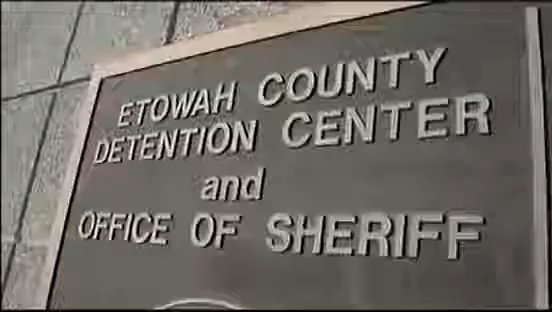 ETOWAH COUNTY
DETENTION CENTER
and
OFFICE OF SHERIFF